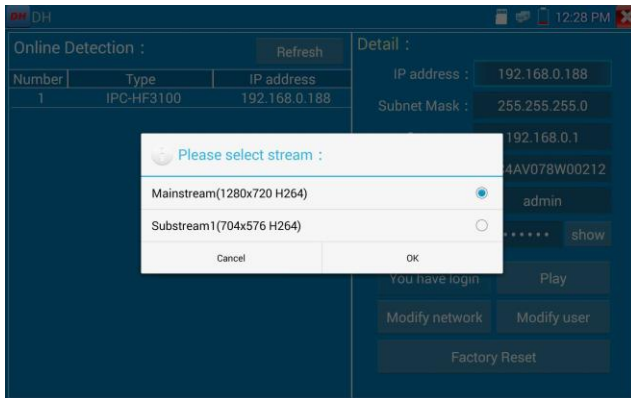 DH DH 12:28 PM
Online Detection :
Refresh
Number Type IP address
1 IPC-HF3100 192.168.0.188
Detail :
IP address : 192.168.0.188
Subnet Mask : 255.255.255.0
192.168.0.1
4AV078W00212
admin
•••••• show
Please select stream :
Mainstream(1280x720 H264)
Substream1(704x576 H264)
Cancel OK
You have login Play
Modify network Modify user
Factory Reset